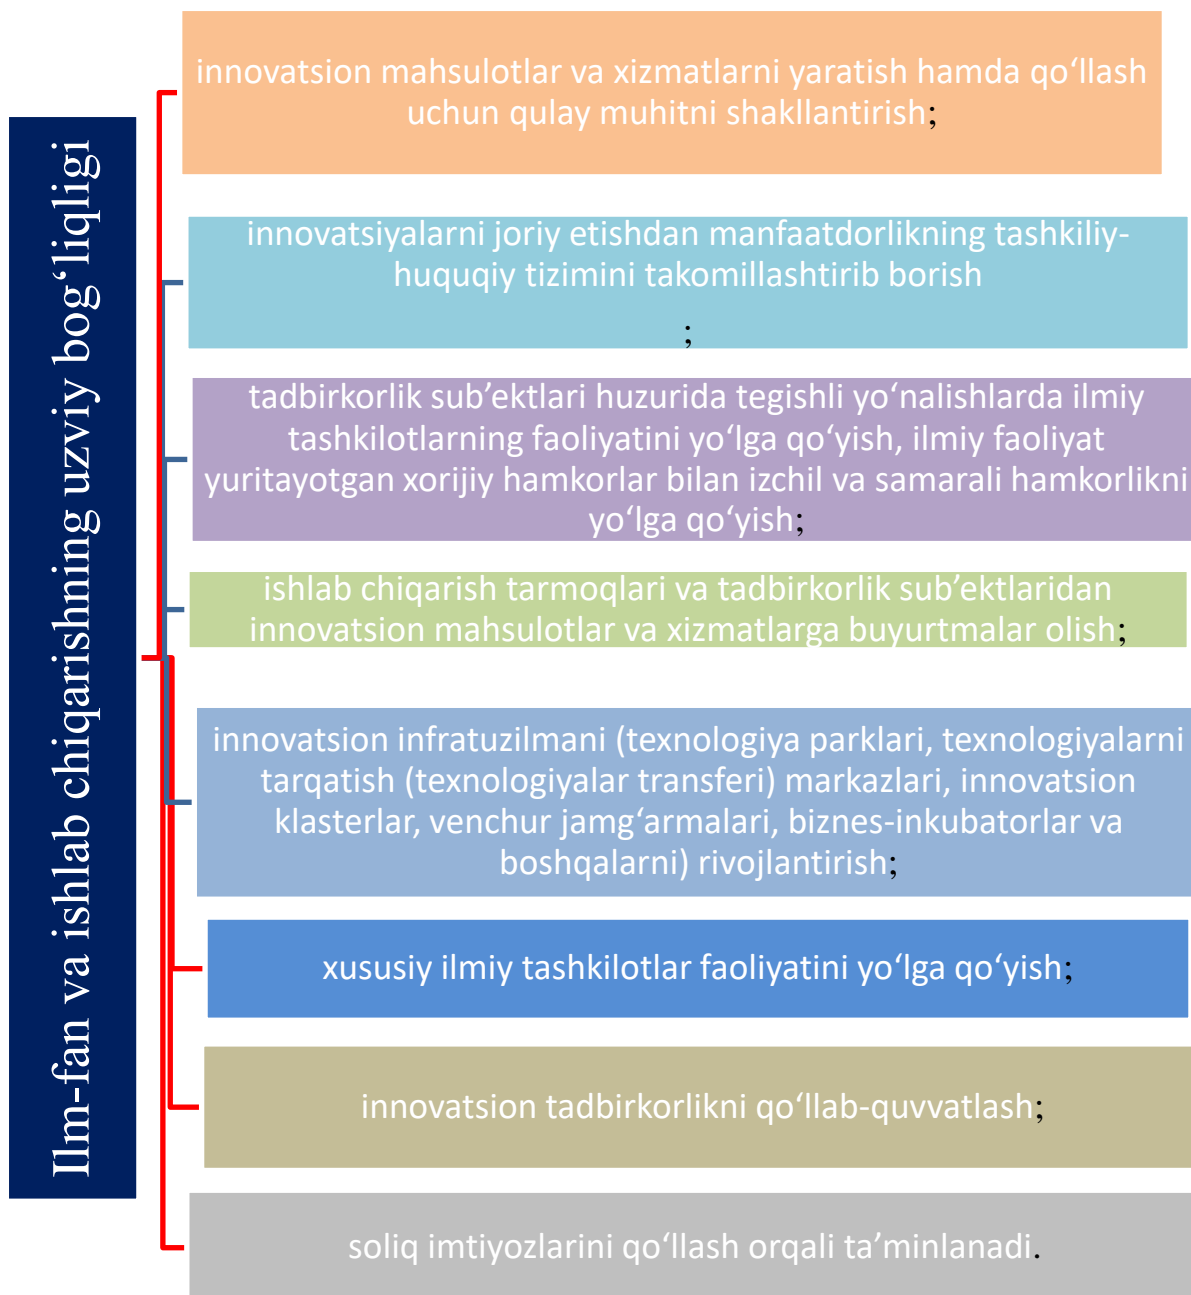 Ilm-fan va ishlab chiqarishning uzviy bog‘liqligi
innovatsion mahsulotlar va xizmatlarni yaratish hamda qo‘llash
uchun qulay muhitni shakllantirish;
innovatsiyalarni joriy etishdan manfaatdorlikning tashkiliy-
huquqiy tizimini takomillashtirib borish
;
tadbirkorlik sub’ektlari huzurida tegishli yo‘nalishlarda ilmiy
tashkilotlarning faoliyatini yo‘lga qo‘yish, ilmiy faoliyat
yuritayotgan xorijiy hamkorlar bilan izchil va samarali hamkorlikni
yo‘lga qo‘yish;
ishlab chiqarish tarmoqlari va tadbirkorlik sub’ektlaridan
innovatsion mahsulotlar va xizmatlarga buyurtmalar olish;
innovatsion infratuzilmani (texnologiya parklari, texnologiyalarni
tarqatish (texnologiyalar transferi) markazlari, innovatsion
klasterlar, venchur jamg‘armalari, biznes-inkubatorlar va
boshqalarni) rivojlantirish;
xususiy ilmiy tashkilotlar faoliyatini yo‘lga qo‘yish;
innovatsion tadbirkorlikni qo‘llab-quvvatlash;
soliq imtiyozlarini qo‘llash orqali ta’minlanadi.